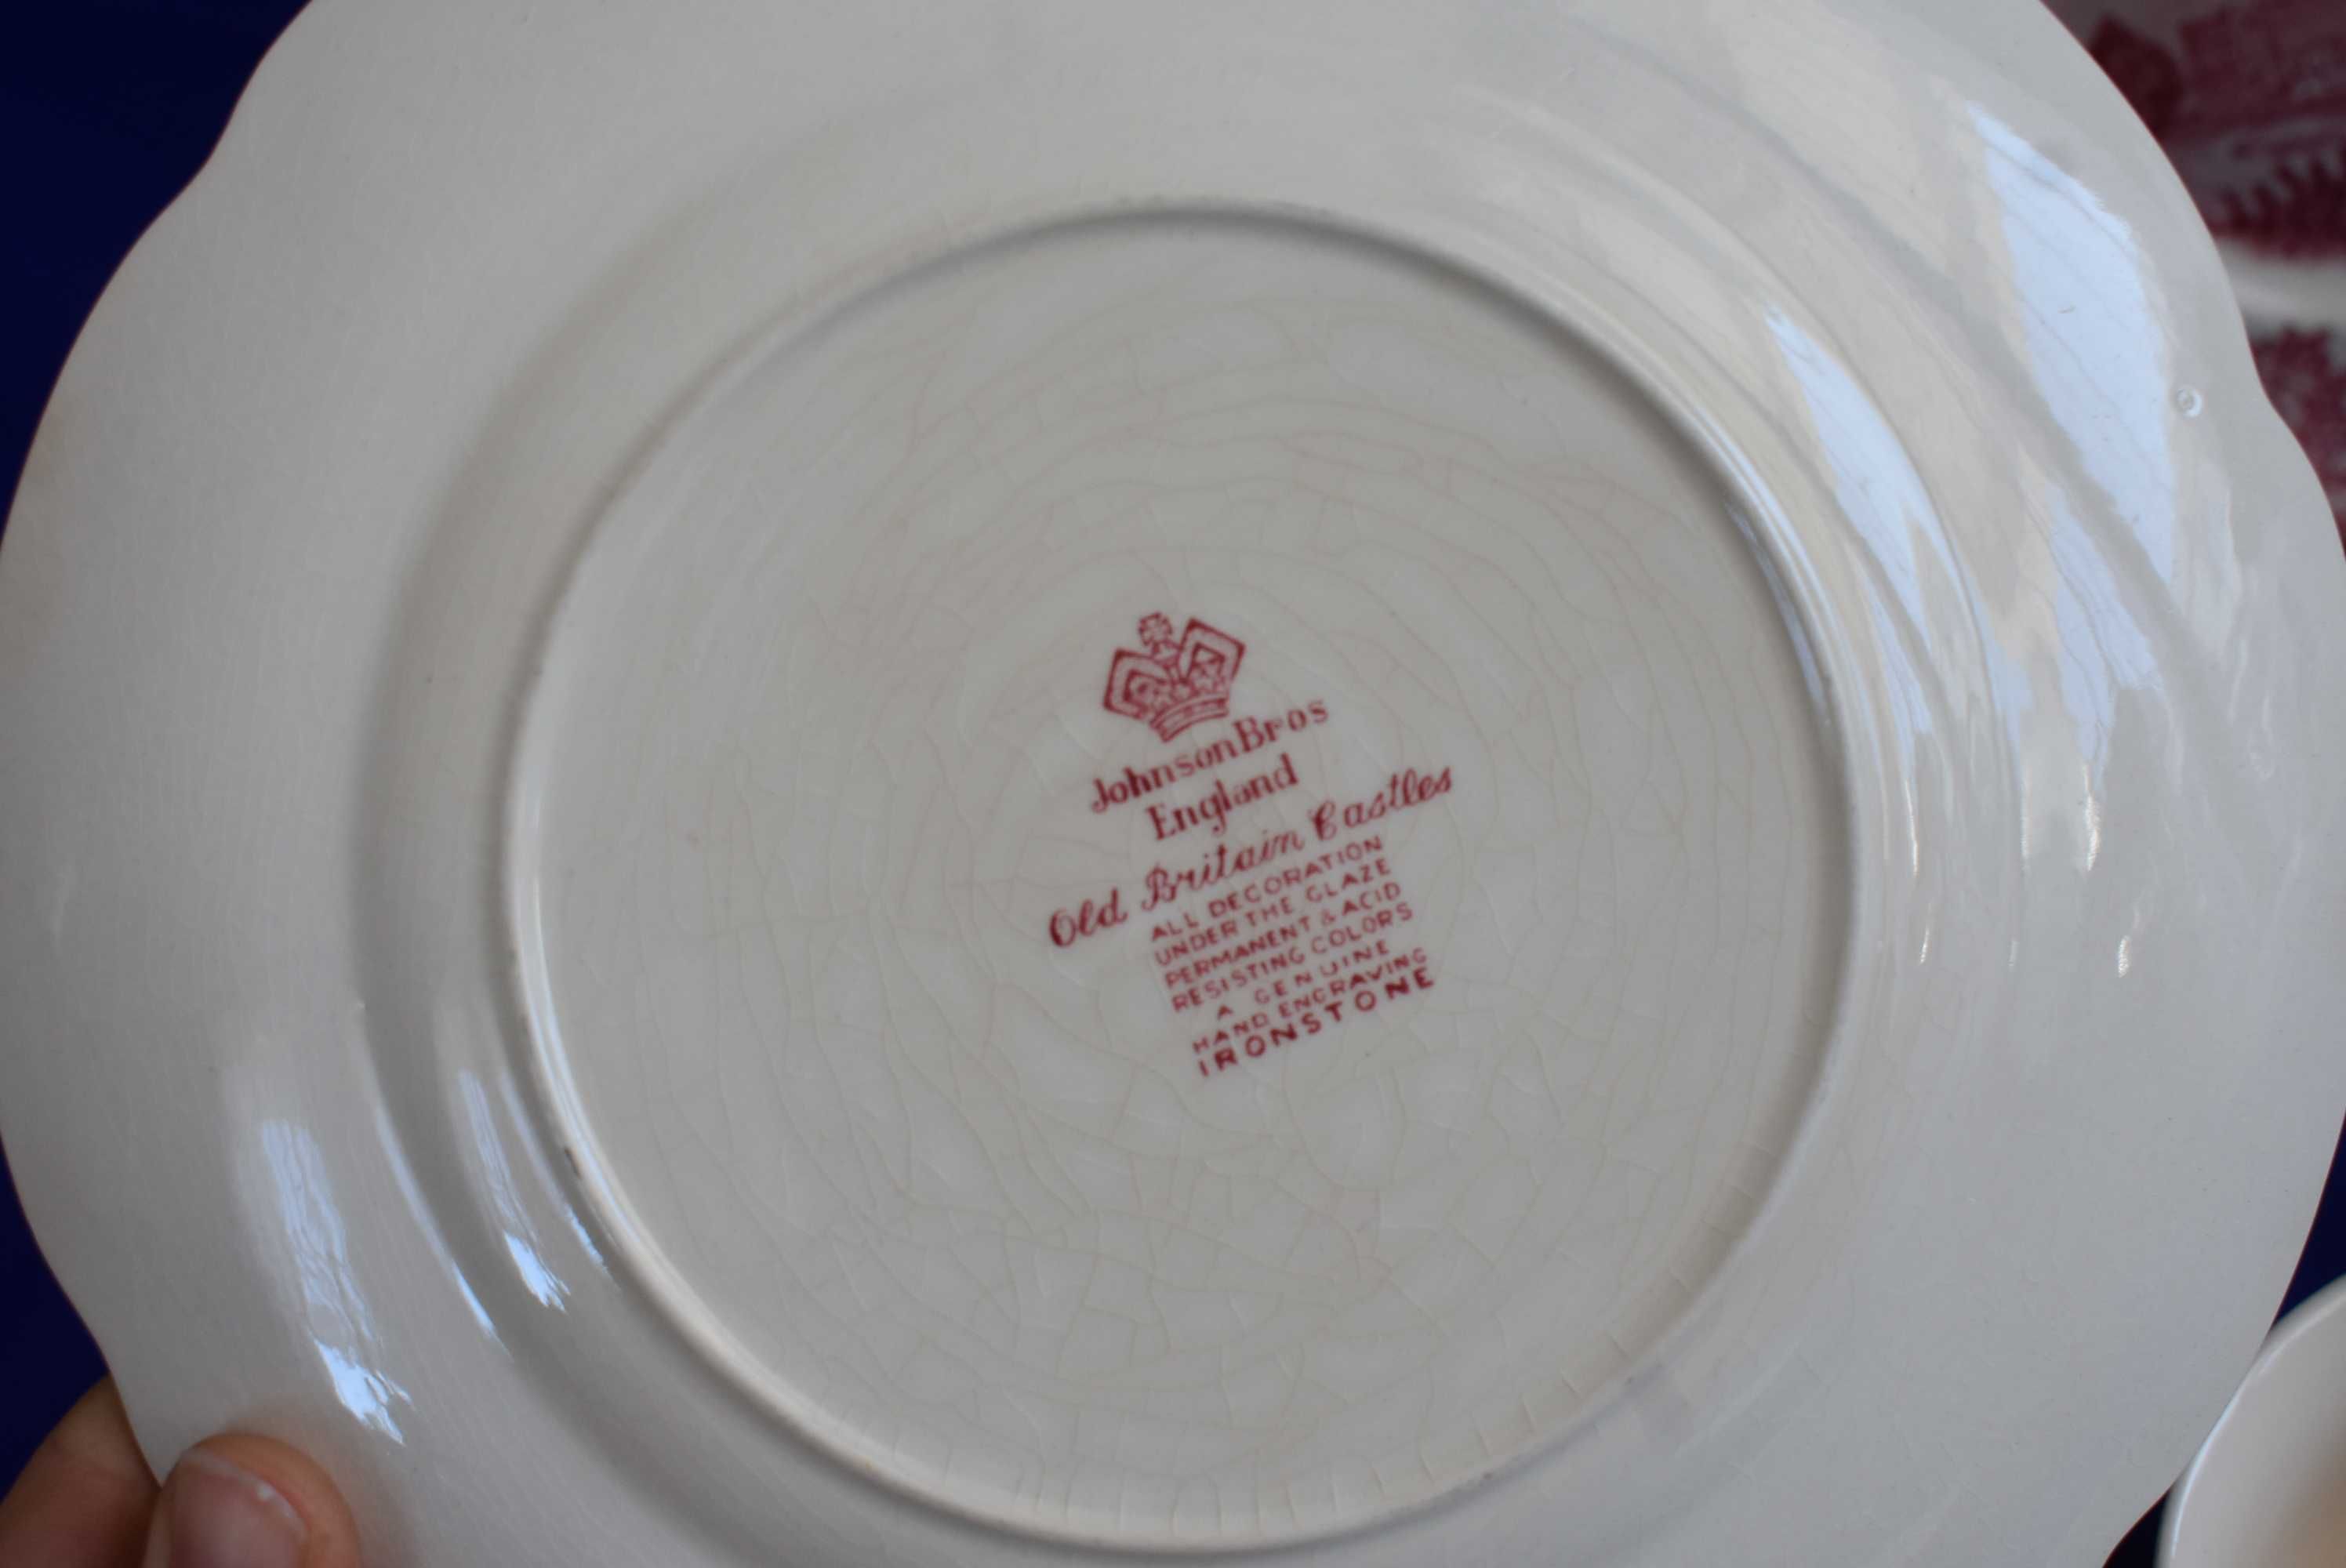 Johnson Bros
England
Old Britain Castles
ALL DECORATION
UNDER THE GLAZE
PERMANENT & ACID
RESISTING COLORS
A GENUINE
HAND ENGRAVING
IRONSTONE